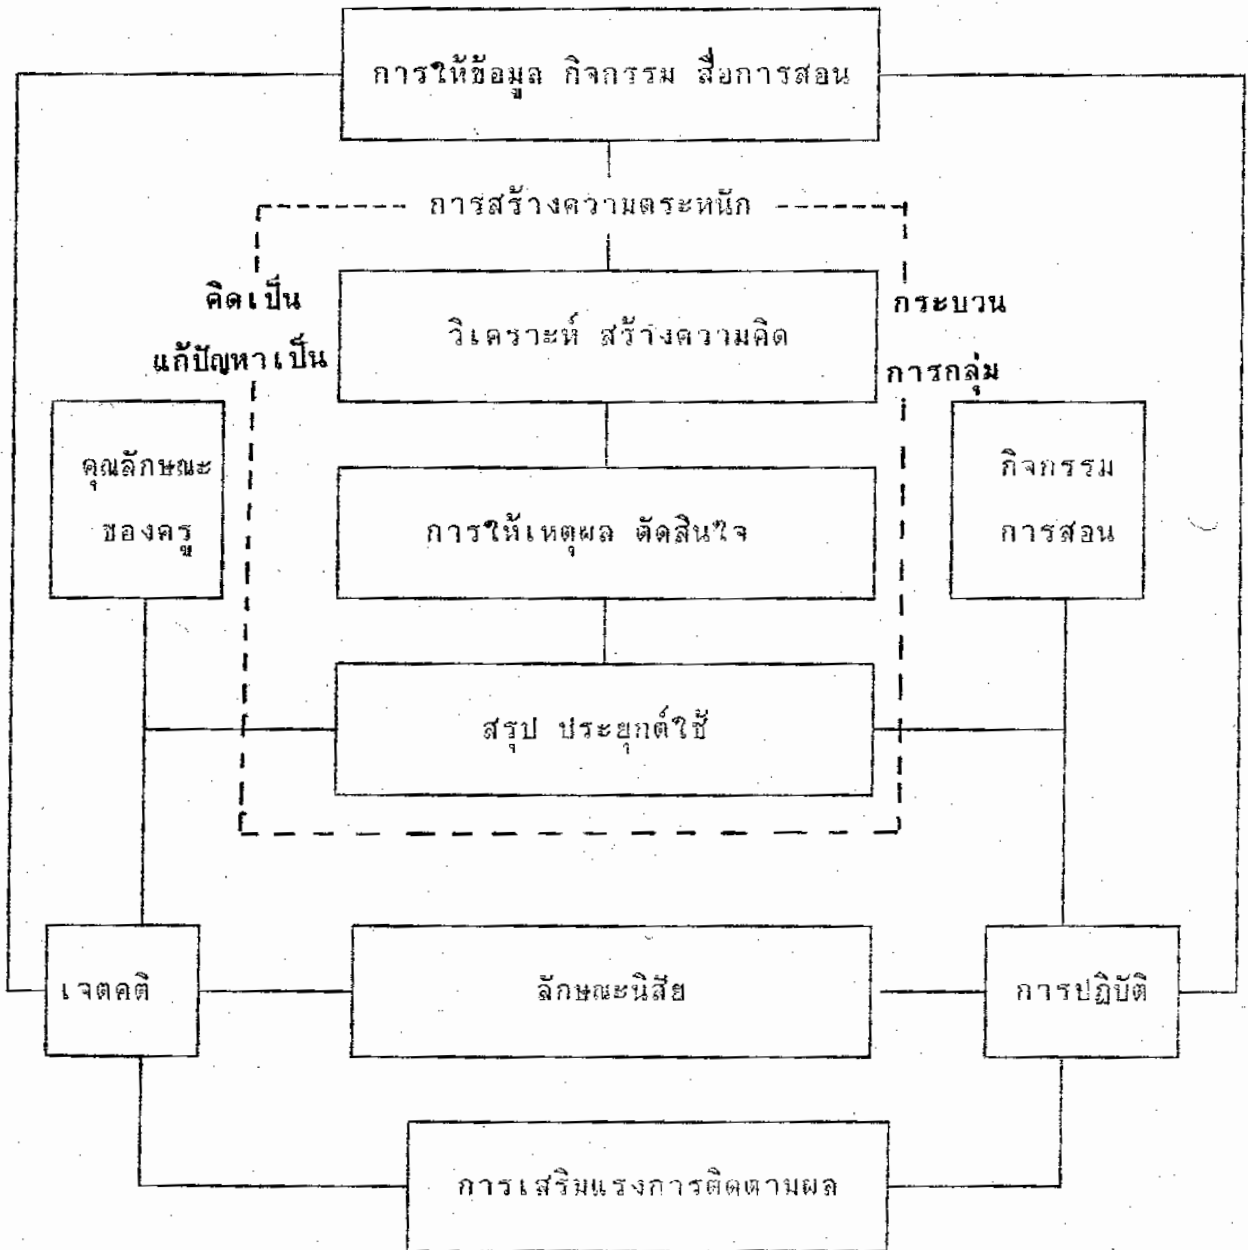 การให้ข้อมูล กิจกรรม สื่อการสอน
การสร้างความตระหนัก
คิดเป็น
แก้ปัญหาเป็น
กระบวน
การกลุ่ม
วิเคราะห์ สร้างความคิด
คุณลักษณะ
ของครู
กิจกรรม
การสอน
การให้เหตุผล ตัดสินใจ
สรุป ประยุกต์ใช้
เจตคติ
ลักษณะนิสัย
การปฏิบัติ
การเสริมแรงการติดตามผล